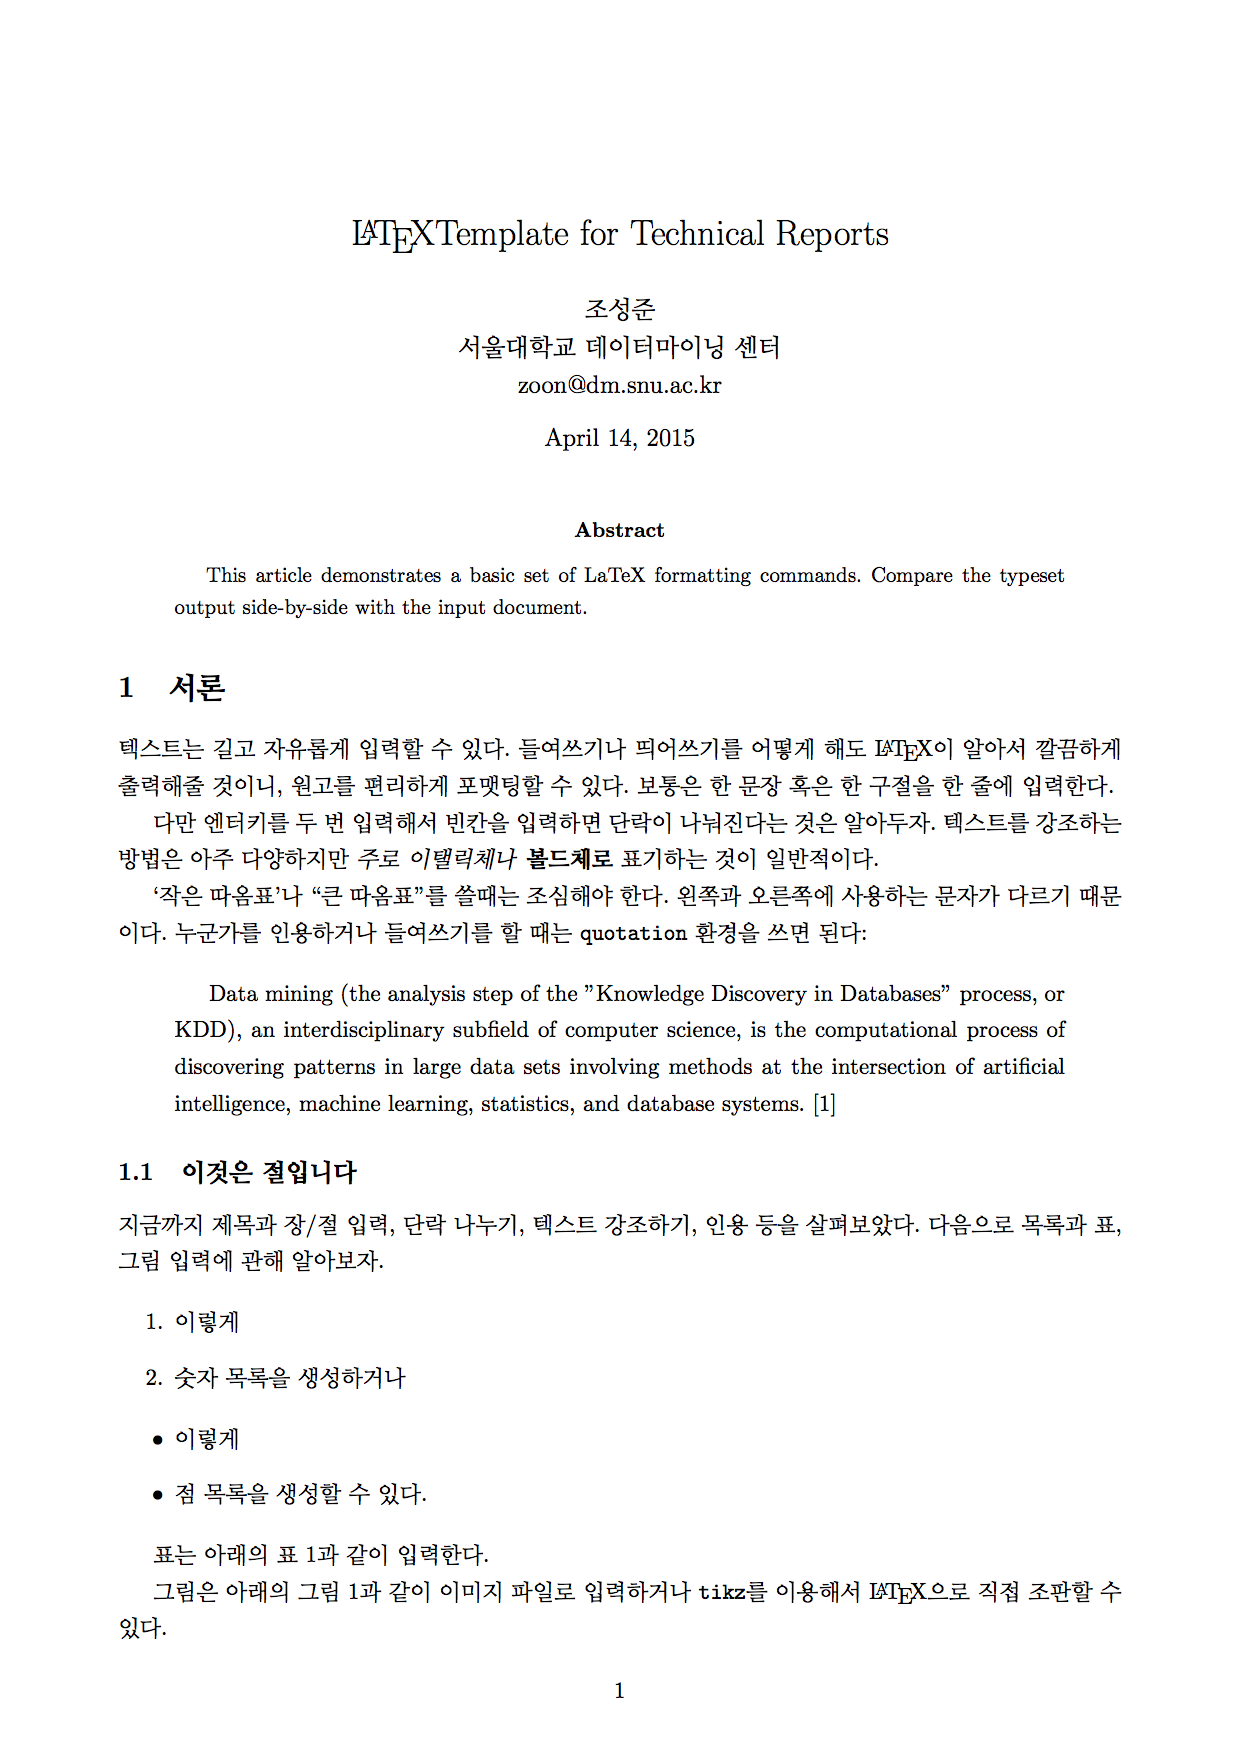 LATEXTemplate for Technical Reports
조성준
서울대학교 데이터마이닝 센터
zoon@dm.snu.ac.kr
April 14, 2015
Abstract
This article demonstrates a basic set of LaTeX formatting commands. Compare the typeset
output side-by-side with the input document.
1 서론
텍스트는 길고 자유롭게 입력할 수 있다. 들여쓰기나 띄어쓰기를 어떻게 해도 LATEX이 알아서 깔끔하게
출력해줄 것이니, 원고를 편리하게 포맷팅할 수 있다. 보통은 한 문장 혹은 한 구절을 한 줄에 입력한다.
다만 엔터키를 두 번 입력해서 빈칸을 입력하면 단락이 나눠진다는 것은 알아두자. 텍스트를 강조하는
방법은 아주 다양하지만 주로 이탤릭체나 볼드체로 표기하는 것이 일반적이다.
‘작은 따옴표’나 “큰 따옴표”를 쓸때는 조심해야 한다. 왼쪽과 오른쪽에 사용하는 문자가 다르기 때문
이다. 누군가를 인용하거나 들여쓰기를 할 때는 quotation 환경을 쓰면 된다:
Data mining (the analysis step of the ”Knowledge Discovery in Databases” process, or
KDD), an interdisciplinary subfield of computer science, is the computational process of
discovering patterns in large data sets involving methods at the intersection of artificial
intelligence, machine learning, statistics, and database systems. [1]
1.1 이것은 절입니다
지금까지 제목과 장/절 입력, 단락 나누기, 텍스트 강조하기, 인용 등을 살펴보았다. 다음으로 목록과 표,
그림 입력에 관해 알아보자.
1. 이렇게
2. 숫자 목록을 생성하거나
• 이렇게
• 점 목록을 생성할 수 있다.
표는 아래의 표 1과 같이 입력한다.
그림은 아래의 그림 1과 같이 이미지 파일로 입력하거나 tikz를 이용해서 LATEX으로 직접 조판할 수
있다.
1